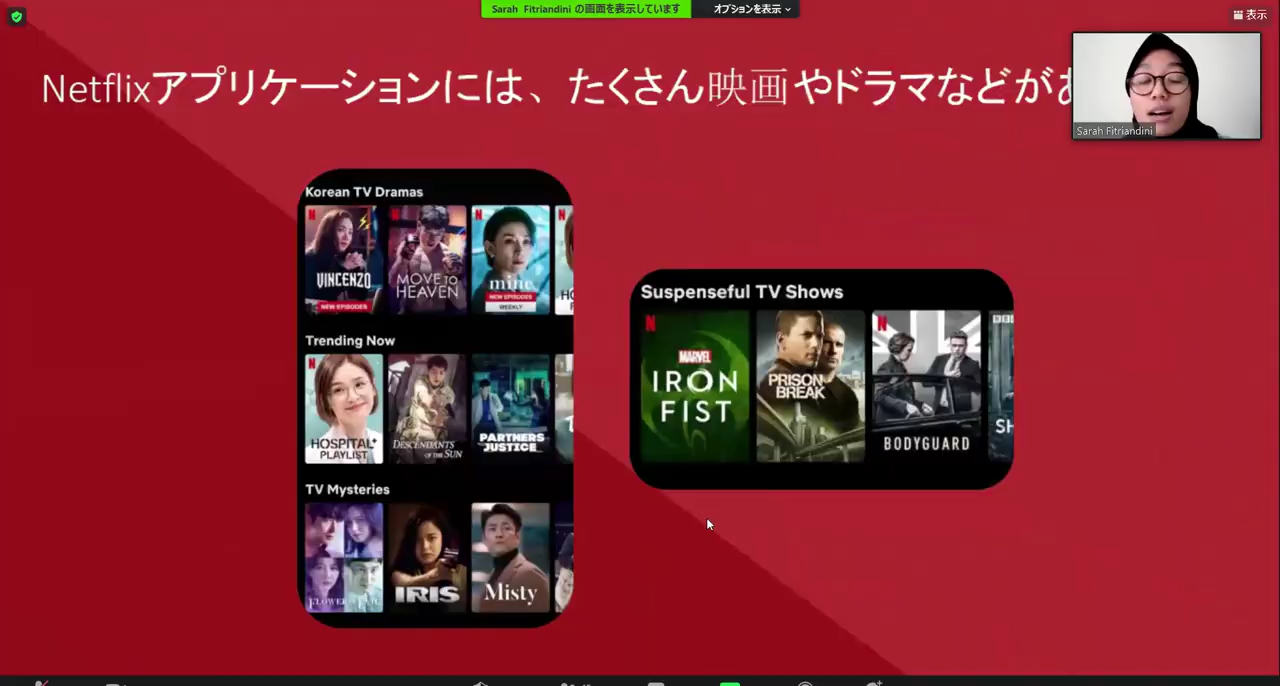 Sarah Fitriandini の画面を表示しています
オプションを表示
表示
Netflixアプリケーションには、たくさん映画やドラマなどがあ
Sarah Fitriandini
Korean TV Dramas
VINCENZO
NEW EPISODES
MOVE TO
HEAVEN
mine
NEW EPISODES
WEEKLY
Trending Now
HOSPITAL
PLAYLIST
DESCENDANTS
OF THE SUN
PARTNERS
JUSTICE
TV Mysteries
IRIS
Misty
Suspenseful TV Shows
MARVEL
IRON
FIST
PRISON
BREAK
BODYGUARD
BBC
SH